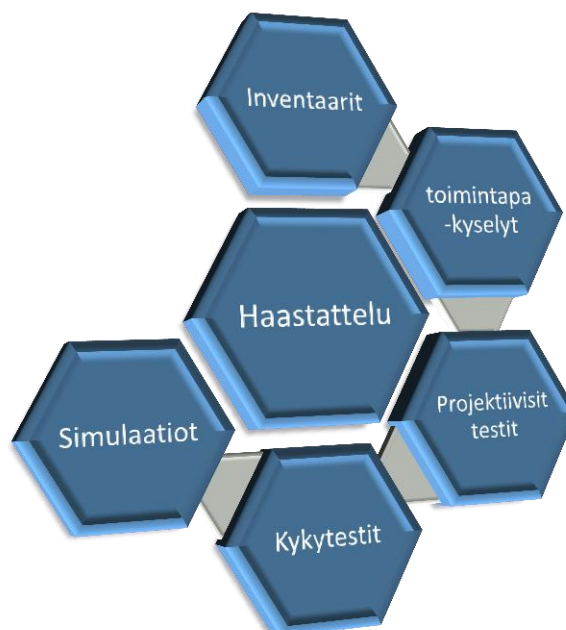 Inventaarit
toimintapa
-kyselyt
Haastattelu
Projektiivisit
testit
Simulaatiot
Kykytestit